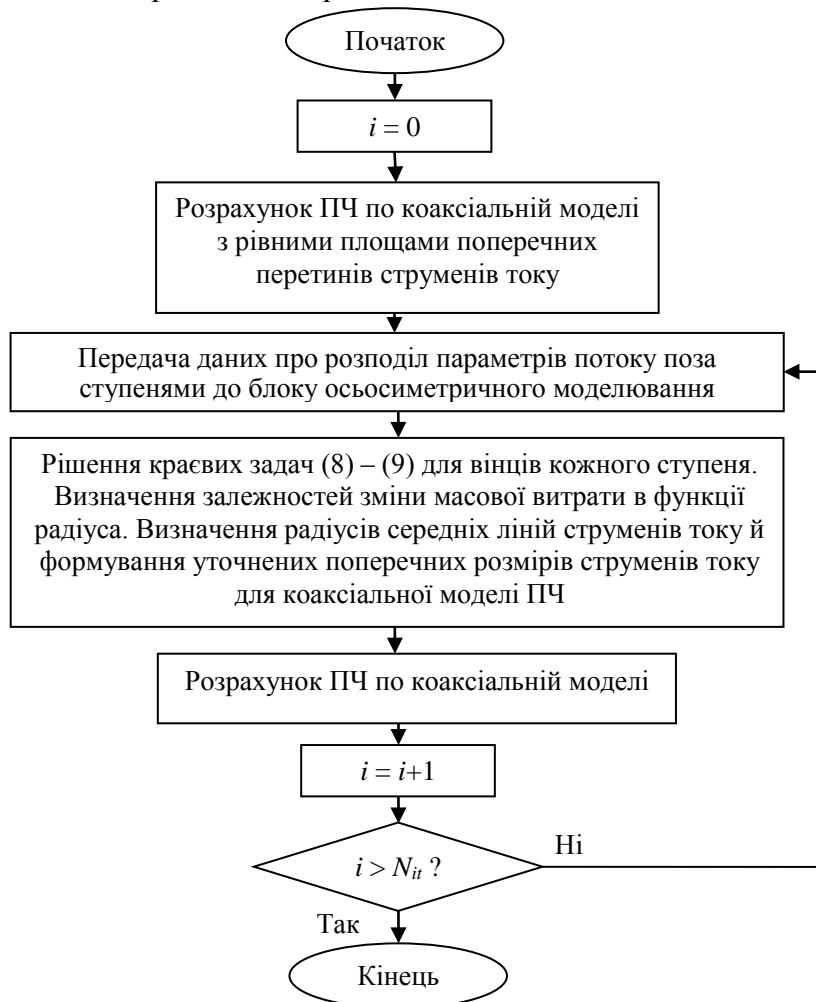 Початок
i = 0
Розрахунок ПЧ по коаксіальній моделі
з рівними площами поперечних
перетинів струменів току
Передача даних про розподіл параметрів потоку поза
ступенями до блоку осьосиметричного моделювання
Рішення краєвих задач (8) – (9) для вінців кожного ступеня.
Визначення залежностей зміни масової витрати в функції
радіуса. Визначення радіусів середніх ліній струменів току й
формування уточнених поперечних розмірів струменів току
для коаксіальної моделі ПЧ
Розрахунок ПЧ по коаксіальній моделі
i = i+1
i > Nit ?
Ні
Так
Кінець